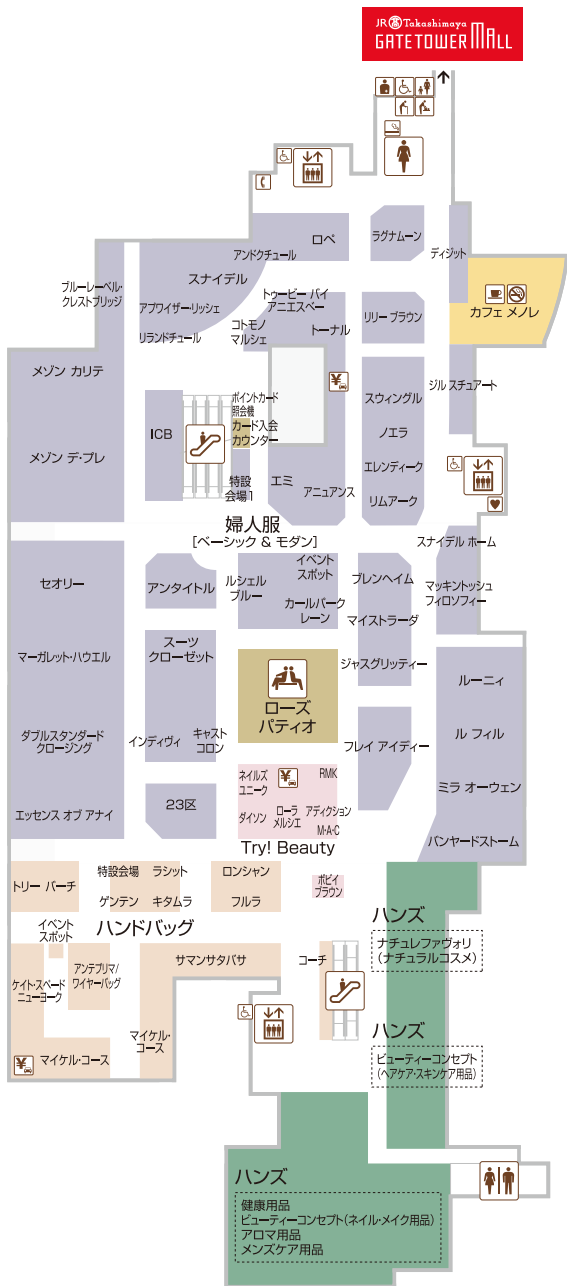 JR 髙 Takashimaya
GATETOWER MALL
ロペ
アンドクチュール
ラグナムーン
ディジット
スナイデル
ブルーレーベル・
クレストブリッジ
アプワイザー・リッシェ
リランドチュール
トゥービー バイ
アニエスベー
コトモノ
マルシェ
トーナル
リリー ブラウン
カフェ メノレ
メゾン カリテ
ジル スチュアート
ポイントカード
照会機
カード入会
カウンター
スウィングル
ICB
ノエラ
メゾン デ・プレ
特設
会場1
エミ
アニュアンス
エレンディーク
リムアーク
婦人服
[ベーシック & モダン]
スナイデル ホーム
セオリー
アンタイトル
ルシェル
ブルー
イベント
スポット
カールパーク
レーン
ブレンヘイム
マイストラーダ
マッキントッシュ
フィロソフィー
マーガレット・ハウエル
スーツ
クローゼット
ジャスグリッティー
ルーニィ
ローズ
パティオ
ダブルスタンダード
クロージング
インディヴィ
キャスト
コロン
フレイ アイディー
ル フィル
ミラ オーウェン
エッセンス オブ アナイ
23区
ネイルズ
ユニーク
RMK
ダイソン
ローラ
メルシエ
アディクション
M・A・C
Try! Beauty
バンヤードストーム
トリー バーチ
特設会場
ラシット
ロンシャン
ゲンテン
キタムラ
フルラ
ボビイ
ブラウン
ハンドバッグ
イベント
スポット
ハンズ
ナチュレファヴォリ
(ナチュラルコスメ)
ケイト・スペード
ニューヨーク
アンテプリマ/
ワイヤーバッグ
サマンサタバサ
コーチ
マイケル・
コース
マイケル・コース
ハンズ
ビューティーコンセプト
(ヘアケア・スキンケア用品)
ハンズ
健康用品
ビューティーコンセプト(ネイル・メイク用品)
アロマ用品
メンズケア用品